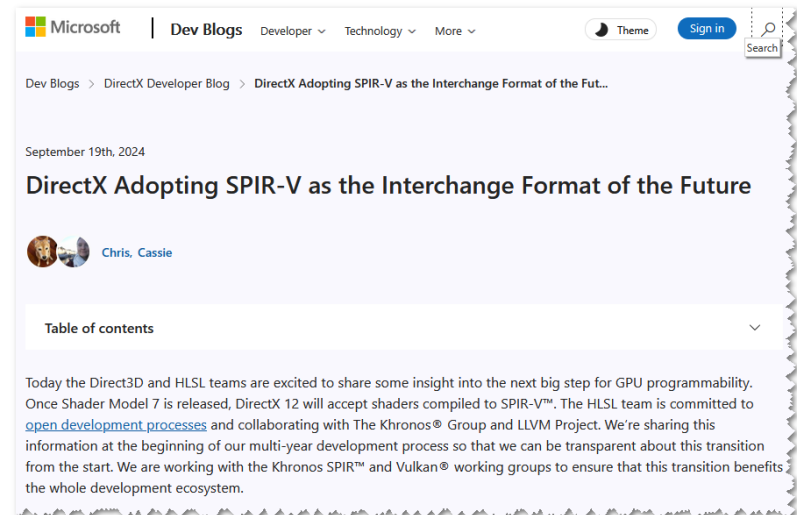 Microsoft | Dev Blogs Developer Technology More Theme Sign in
Search
Dev Blogs > DirectX Developer Blog > DirectX Adopting SPIR-V as the Interchange Format of the Fut...
September 19th, 2024
DirectX Adopting SPIR-V as the Interchange Format of the Future
Chris, Cassie
Table of contents
Today the Direct3D and HLSL teams are excited to share some insight into the next big step for GPU programmability.
Once Shader Model 7 is released, DirectX 12 will accept shaders compiled to SPIR-V™. The HLSL team is committed to
open development processes and collaborating with The Khronos® Group and LLVM Project. We’re sharing this
information at the beginning of our multi-year development process so that we can be transparent about this transition
from the start. We are working with the Khronos SPIR™ and Vulkan® working groups to ensure that this transition benefits
the whole development ecosystem.